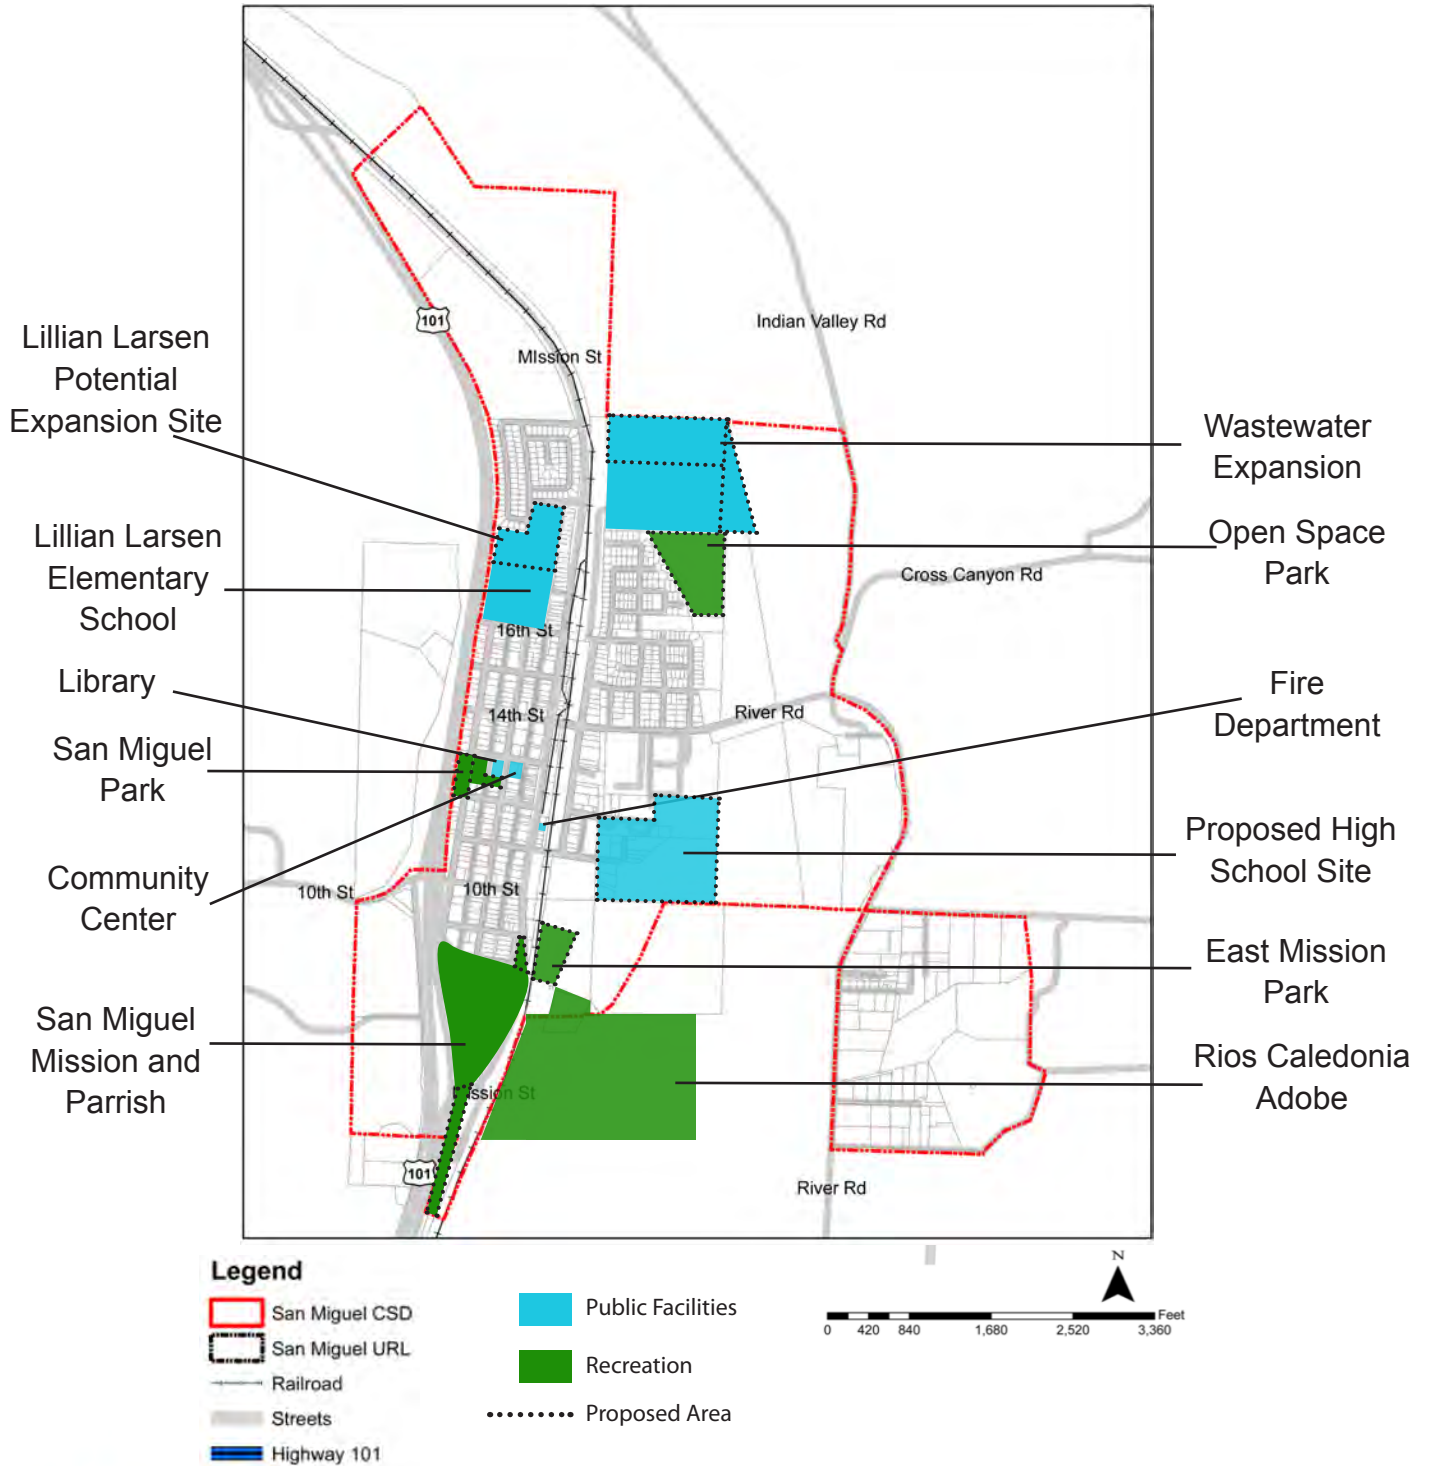 101
Indian Valley Rd
MIssion St
Lillian Larsen
Potential
Expansion Site
Wastewater
Expansion
Lillian Larsen
Elementary
School
Open Space
Park
Cross Canyon Rd
16th St
Library
Fire
Department
14th St
River Rd
San Miguel
Park
Proposed High
School Site
Community
Center
10th St
10th St
East Mission
Park
San Miguel
Mission and
Parrish
Rios Caledonia
Adobe
ssion St
101
River Rd
Legend
San Miguel CSD
San Miguel URL
Railroad
Streets
Highway 101
Public Facilities
Recreation
Proposed Area
N
Feet
0 420 840 1,680 2,520 3,360